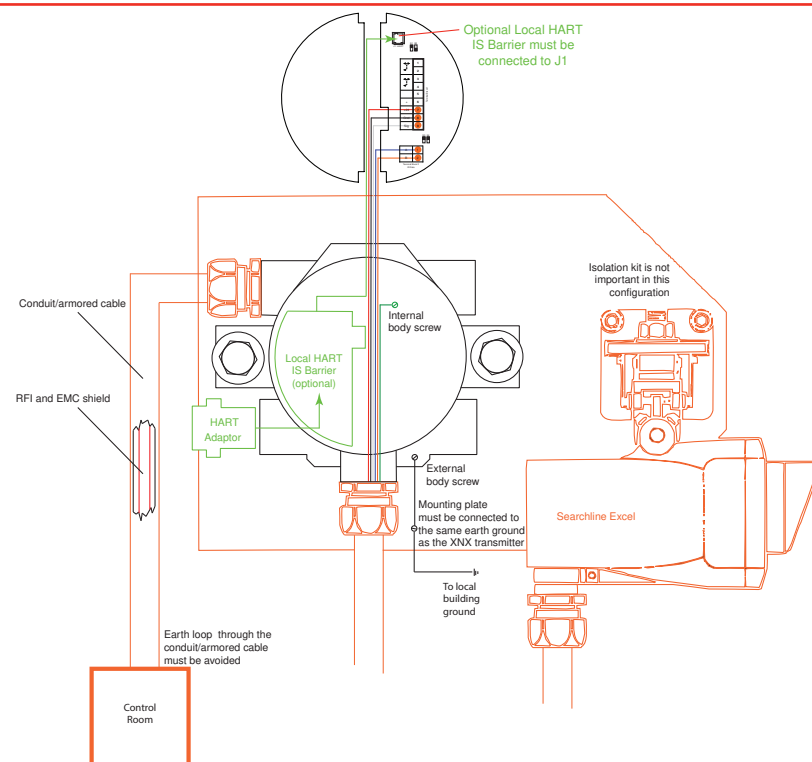 Optional Local HART
IS Barrier must be
connected to J1
Isolation kit is not
important in this
configuration
Conduit/armored cable
Internal
body screw
Local HART
IS Barrier
(optional)
RFI and EMC shield
HART
Adaptor
External
body screw
Mounting plate
must be connected to
the same earth ground
as the XNX transmitter
Searchline Excel
To local
building
ground
Earth loop through the
conduit/armored cable
must be avoided
Control
Room